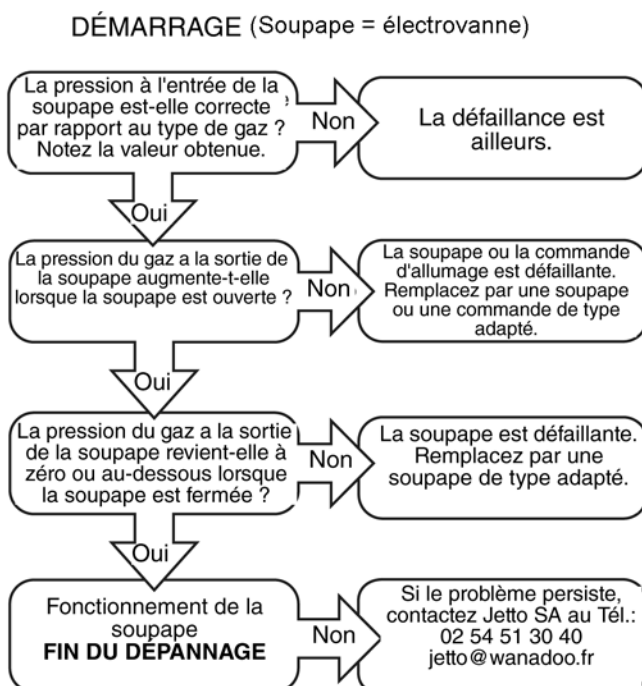 DÉMARRAGE (Soupape = électrovanne)
La pression à l'entrée de la
soupape est-elle correcte
par rapport au type de gaz ?
Notez la valeur obtenue.
Non
La défaillance est
ailleurs.
Oui
La pression du gaz a la sortie de
la soupape augmente-t-elle
lorsque la soupape est ouverte ?
Non
La soupape ou la commande
d'allumage est défaillante.
Remplacez par une soupape
ou une commande de type
adapté.
Oui
La pression du gaz a la sortie
de la soupape revient-elle à
zéro ou au-dessous lorsque
la soupape est fermée ?
Non
La soupape est défaillante.
Remplacez par une
soupape de type adapté.
Oui
Fonctionnement de la
soupape
FIN DU DÉPANNAGE
Non
Si le problème persiste,
contactez Jetto SA au Tél.:
02 54 51 30 40
jetto@wanadoo.fr